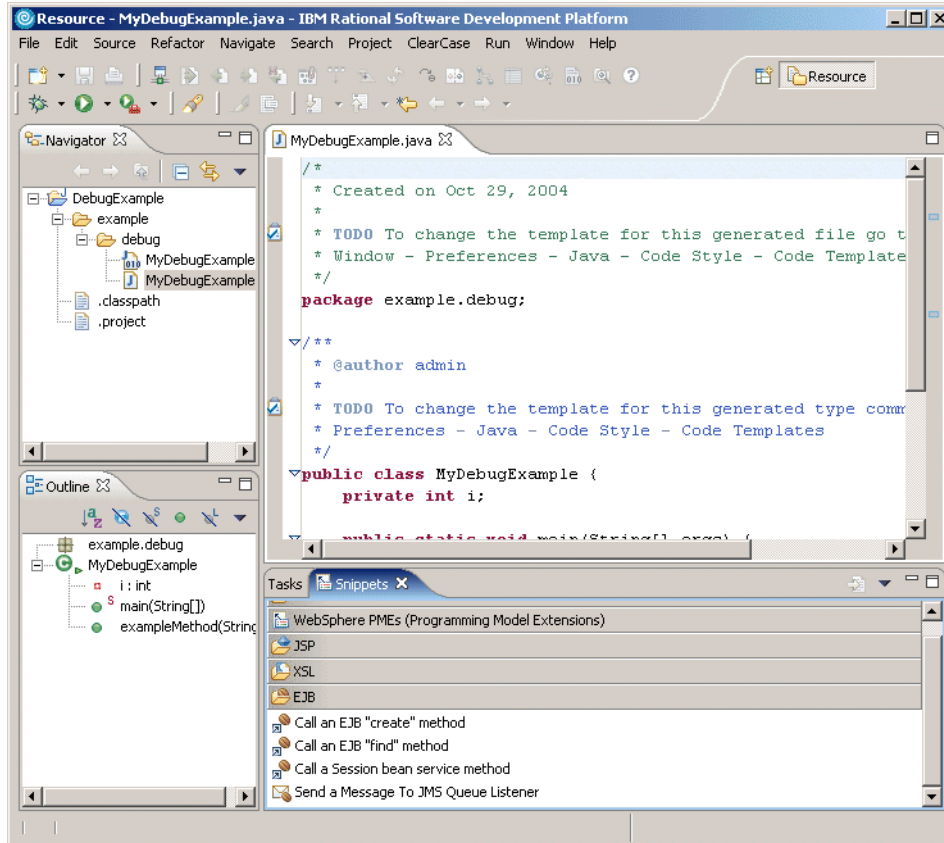 Resource - MyDebugExample.java - IBM Rational Software Development Platform
File Edit Source Refactor Navigate Search Project ClearCase Run Window Help
Resource
Navigator
DebugExample
example
debug
MyDebugExample
MyDebugExample
.classpath
.project
MyDebugExample.java
/*
* Created on Oct 29, 2004
*
* TODO To change the template for this generated file go t
* Window - Preferences - Java - Code Style - Code Template
*/
package example.debug;
/**
* @author admin
*
* TODO To change the template for this generated type comm
* Preferences - Java - Code Style - Code Templates
*/
public class MyDebugExample {
private int i;
public static void main(String[] args) {
Outline
example.debug
MyDebugExample
i : int
main(String[])
exampleMethod(String
Tasks Snippets
WebSphere PMEs (Programming Model Extensions)
JSP
XSL
EJB
Call an EJB "create" method
Call an EJB "find" method
Call a Session bean service method
Send a Message To JMS Queue Listener